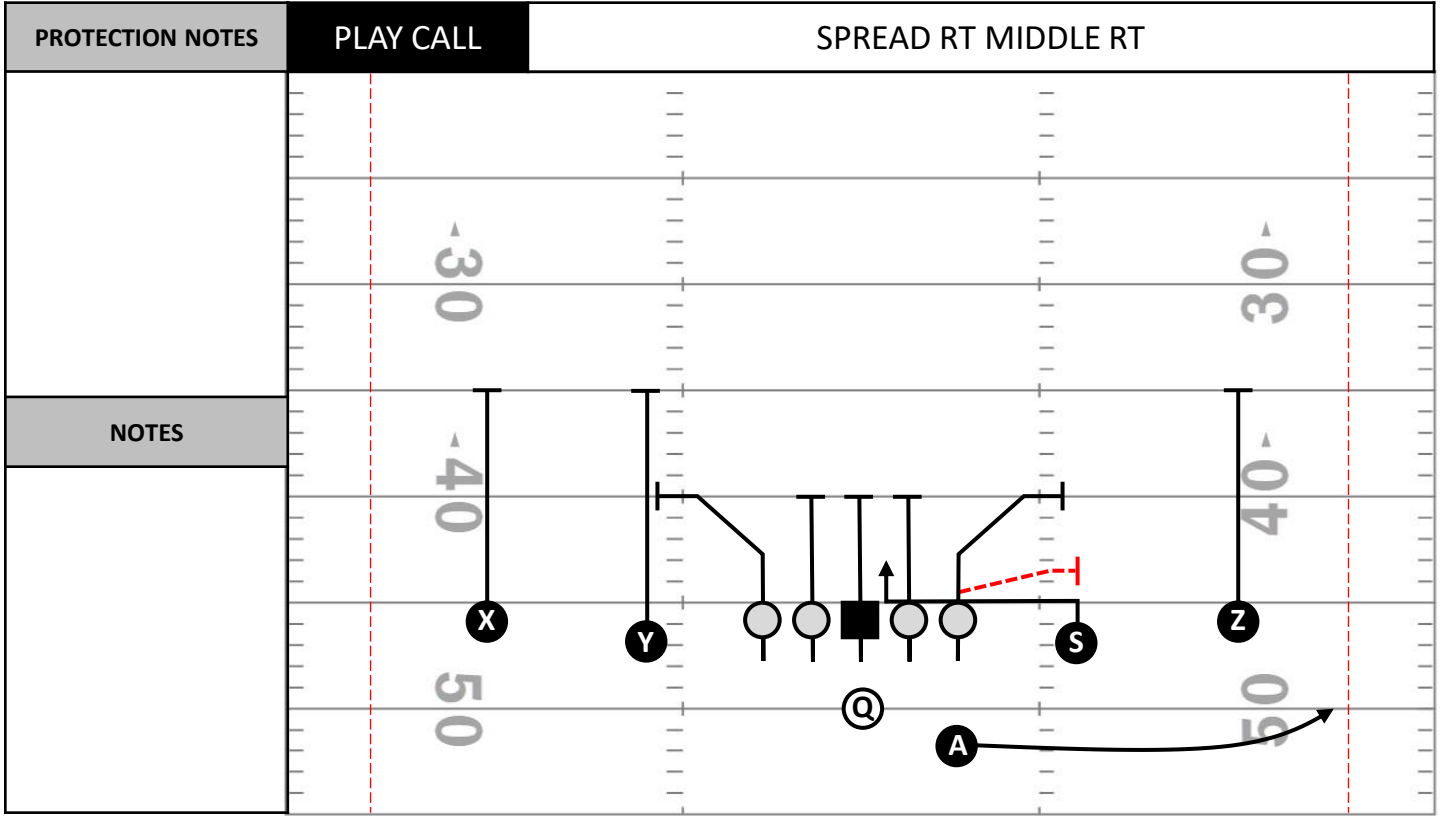 PROTECTION NOTES
PLAY CALL
SPREAD RT MIDDLE RT
30
30
NOTES
40
40
X
Y
S
Z
50
50
Q
A